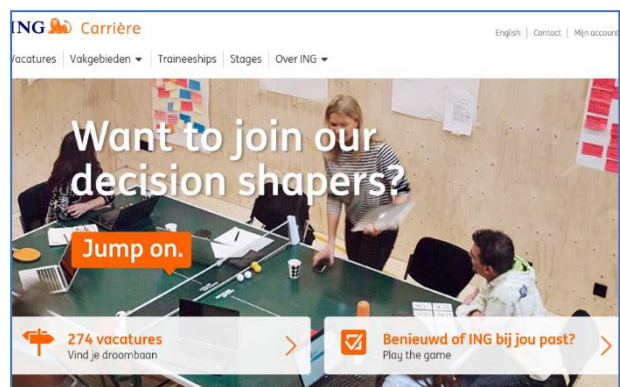 ING Carrière
English | Contact | Mijn account
Vacatures Vakgebieden Traineeships Stages Over ING
Want to join our
decision shapers?
Jump on.
274 vacatures
Vind je droombaan
Benieuwd of ING bij jou past?
Play the game